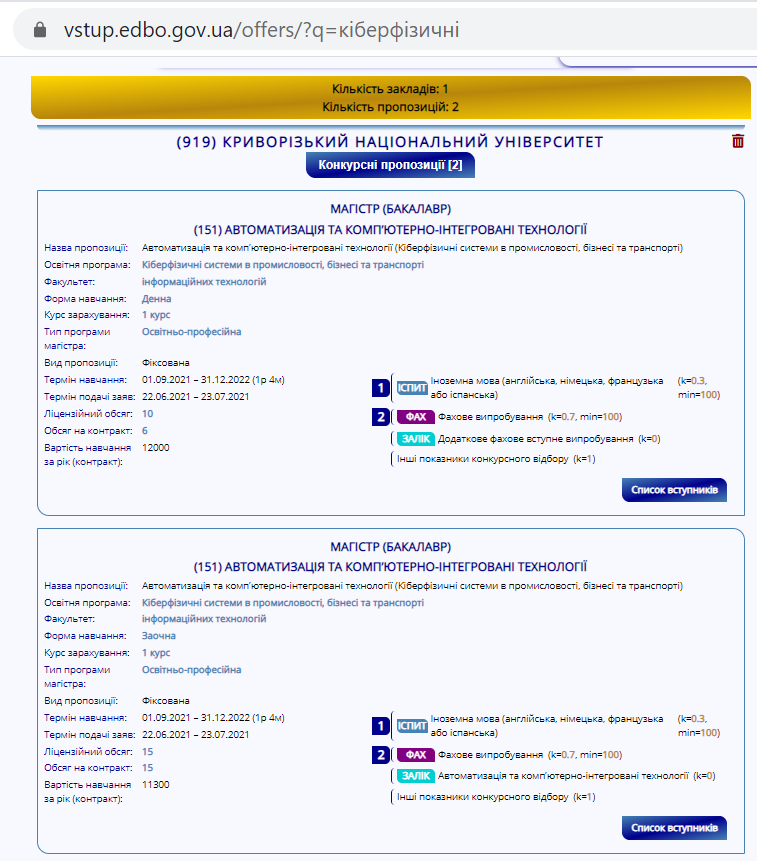 vstup.edbo.gov.ua/offers/?q=кіберфізичні
Кількість закладів: 1
Кількість пропозицій: 2
(919) КРИВОРІЗЬКИЙ НАЦІОНАЛЬНИЙ УНІВЕРСИТЕТ
Конкурсні пропозиції [2]
МАГІСТР (БАКАЛАВР)
(151) АВТОМАТИЗАЦІЯ ТА КОМП'ЮТЕРНО-ІНТЕГРОВАНІ ТЕХНОЛОГІЇ
Назва пропозиції: Автоматизація та комп'ютерно-інтегровані технології (Кіберфізичні системи в промисловості, бізнесі та транспорті)
Освітня програма: Кіберфізичні системи в промисловості, бізнесі та транспорті
Факультет: інформаційних технологій
Форма навчання: Денна
Курс зарахування: 1 курс
Тип програми Освітньо-професійна
магістра:
Вид пропозиції: Фіксована
Термін навчання: 01.09.2021 – 31.12.2022 (1р 4м)
Термін подачі заяв: 22.06.2021 – 23.07.2021
Ліцензійний обсяг: 10
Обсяг на контракт: 6
Вартість навчання 12000
за рік (контракт):
1 ІСПИТ Іноземна мова (англійська, німецька, французька (k=0.3,
або іспанська) min=100)
2 ФАХ Фахове випробування (k=0.7, min=100)
ЗАЛІК Додаткове фахове вступне випробування (k=0)
Інші показники конкурсного відбору (k=1)
Список вступників
МАГІСТР (БАКАЛАВР)
(151) АВТОМАТИЗАЦІЯ ТА КОМП'ЮТЕРНО-ІНТЕГРОВАНІ ТЕХНОЛОГІЇ
Назва пропозиції: Автоматизація та комп'ютерно-інтегровані технології (Кіберфізичні системи в промисловості, бізнесі та транспорті)
Освітня програма: Кіберфізичні системи в промисловості, бізнесі та транспорті
Факультет: інформаційних технологій
Форма навчання: Заочна
Курс зарахування: 1 курс
Тип програми Освітньо-професійна
магістра:
Вид пропозиції: Фіксована
Термін навчання: 01.09.2021 – 31.12.2022 (1р 4м)
Термін подачі заяв: 22.06.2021 – 23.07.2021
Ліцензійний обсяг: 15
Обсяг на контракт: 15
Вартість навчання 11300
за рік (контракт):
1 ІСПИТ Іноземна мова (англійська, німецька, французька (k=0.3,
або іспанська) min=100)
2 ФАХ Фахове випробування (k=0.7, min=100)
ЗАЛІК Автоматизація та комп'ютерно-інтегровані технології (k=0)
Інші показники конкурсного відбору (k=1)
Список вступників